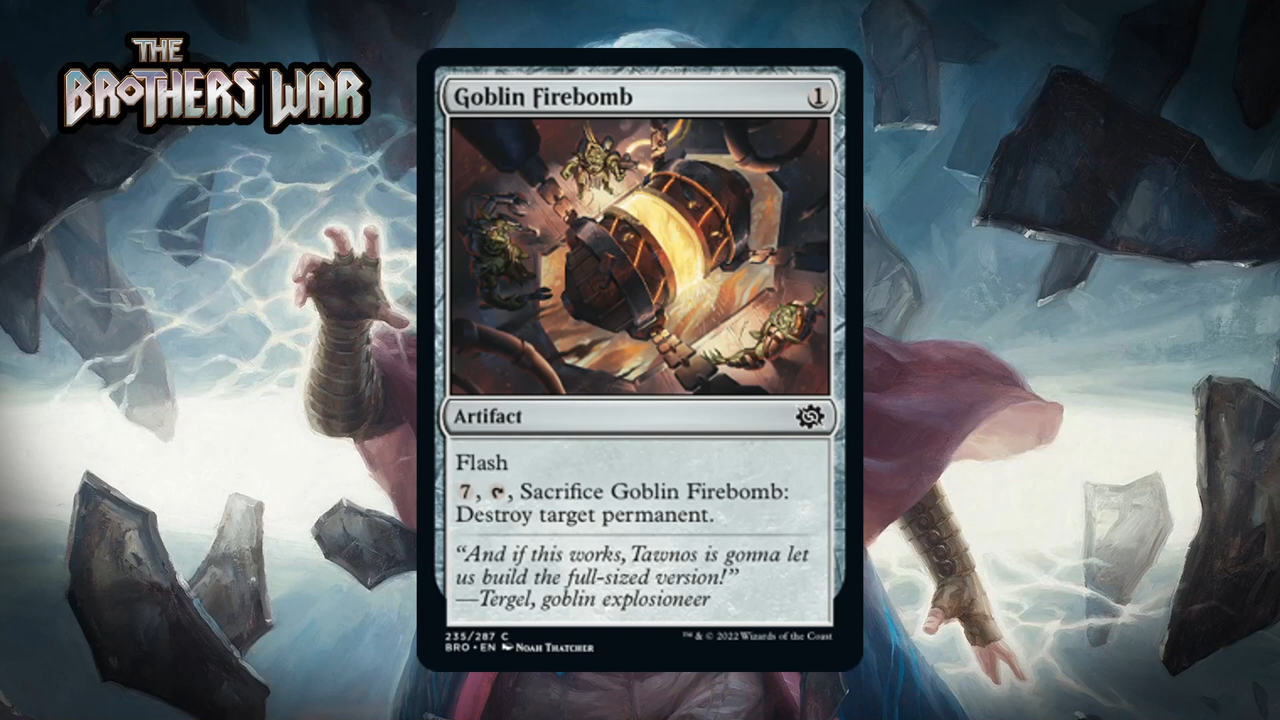 THE
BROTHERS' WAR
Goblin Firebomb 1
Artifact
Flash
7, , Sacrifice Goblin Firebomb:
Destroy target permanent.
“And if this works, Tawnos is gonna let
us build the full-sized version!”
—Tergel, goblin explosioneer
235/287 C
BRO • EN NOAH THATCHER
™ & © 2022 Wizards of the Coast